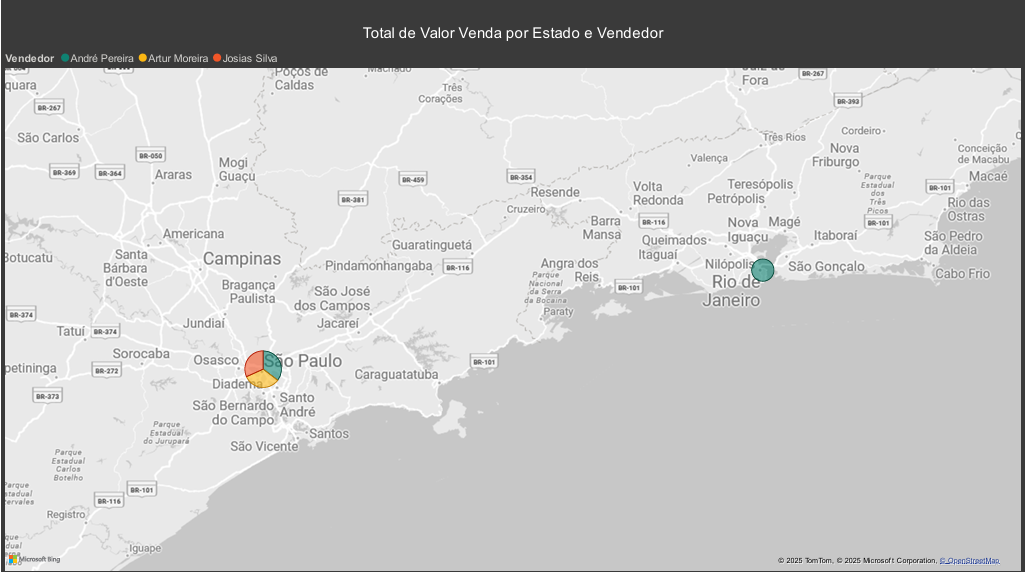 Total de Valor Venda por Estado e Vendedor
Vendedor André Pereira Artur Moreira Josias Silva
Poços de
Caldas
Machado
Fora
BR-267
quara
BR-267
Três
Corações
BR-393
São Carlos
Três Rios
Cordeiro
Conceição
de Macabu
BR-050
Nova
Friburgo
Valença
BR-369
BR-364
Araras
Mogi
Guaçu
BR-459
BR-354
Macaé
Resende
Volta
Redonda
Teresópolis
Petrópolis
Parque
Estadual
dos
Três
Picos
BR-101
BR-381
Rio das
Ostras
Cruzeiro
Barra
Mansa
BR-116
Nova
Iguaçu
Magé
BR-101
Itaboraí
Americana
Guaratinguetá
Queimados
Itaguaí
São Pedro
da Aldeia
Botucatu
Santa
Bárbara
d'Oeste
Campinas
Pindamonhangaba
BR-116
Angra dos
Reis
Nilópolis
São Gonçalo
Cabo Frio
Bragança
Paulista
São José
dos Campos
Parque
Nacional
da Serra
da Bocaina
BR-101
Rio de
Janeiro
Paraty
BR-374
Jundiaí
Jacareí
Tatuí
BR-374
Sorocaba
Osasco
São Paulo
BR-101
petininga
BR-272
Diadema
Caraguatatuba
BR-373
São Bernardo
do Campo
Santo
André
Parque
Estadual
do Jurupará
Santos
São Vicente
Parque
Estadual
Carlos
Botelho
Parque
stadual
ervales
BR-101
BR-116
Registro
que
dual
Iguape
Microsoft Bing
© 2025 TomTom, © 2025 Microsoft Corporation, © OpenStreetMap